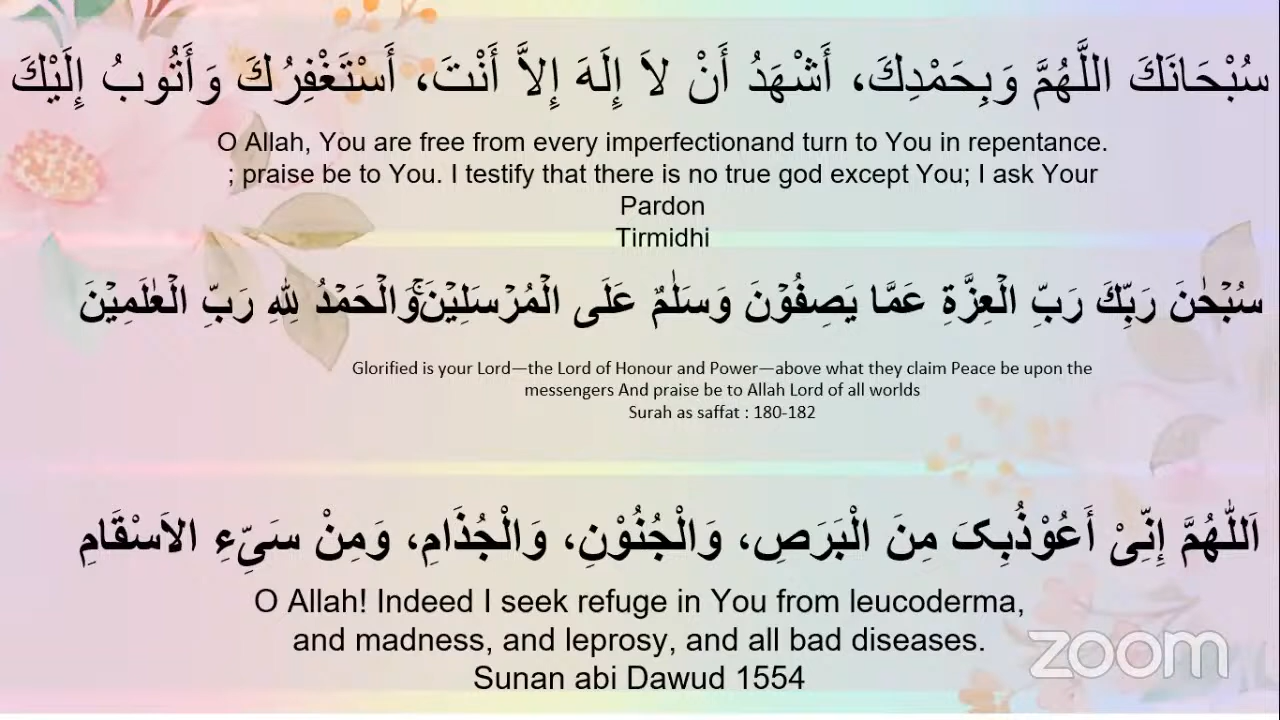 سُبْحَانَكَ اللَّهُمَّ وَبِحَمْدِكَ، أَشْهَدُ أَنْ لاَ إِلَهَ إِلاَّ أَنْتَ، أَسْتَغْفِرُكَ وَأَتُوبُ إِلَيْكَ
O Allah, You are free from every imperfectionand turn to You in repentance.
; praise be to You. I testify that there is no true god except You; I ask Your
Pardon
Tirmidhi
سُبْحٰنَ رَبِّكَ رَبِّ الْعِزَّةِ عَمَّا يَصِفُوْنَ وَسَلٰمٌ عَلَى الْمُرْسَلِيْنَۚ وَالْحَمْدُ لِلّٰهِ رَبِّ الْعٰلَمِيْنَ
Glorified is your Lord—the Lord of Honour and Power—above what they claim Peace be upon the
messengers And praise be to Allah Lord of all worlds
Surah as saffat : 180-182
اَللّٰهُمَّ إِنِّیْ أَعُوْذُبِکَ مِنَ الْبَرَصِ، وَالْجُنُوْنِ، وَالْجُذَامِ، وَمِنْ سَیِّءِ الاَسْقَامِ
O Allah! Indeed I seek refuge in You from leucoderma,
and madness, and leprosy, and all bad diseases.
Sunan abi Dawud 1554
zoom